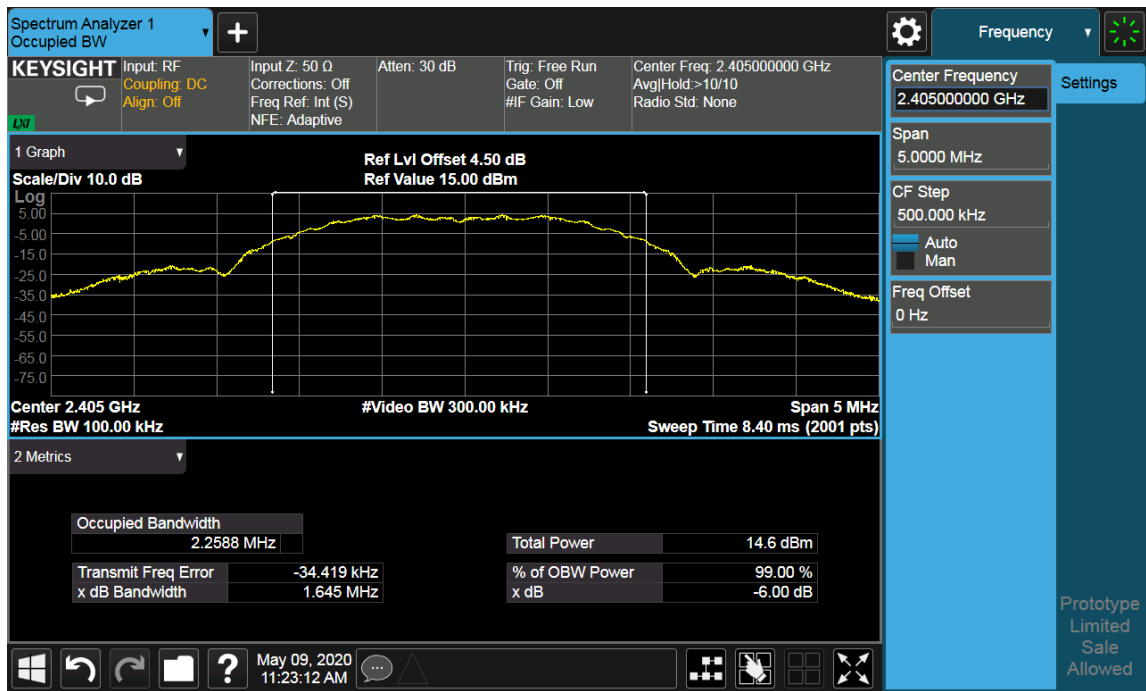 Spectrum Analyzer 1
Occupied BW
+
Frequency
KEYSIGHT
Input: RF
Coupling: DC
Align: Off
Input Z: 50 Ω
Corrections: Off
Freq Ref: Int (S)
NFE: Adaptive
Atten: 30 dB
Trig: Free Run
Gate: Off
#IF Gain: Low
Center Freq: 2.405000000 GHz
Avg|Hold:>10/10
Radio Std: None
LXI
Center Frequency
2.405000000 GHz
Settings
Span
5.0000 MHz
CF Step
500.000 kHz
Auto
Man
Freq Offset
0 Hz
1 Graph
Scale/Div 10.0 dB
Ref Lvl Offset 4.50 dB
Ref Value 15.00 dBm
Log
5.00
-5.00
-15.0
-25.0
-35.0
-45.0
-55.0
-65.0
-75.0
Center 2.405 GHz
#Video BW 300.00 kHz
Span 5 MHz
#Res BW 100.00 kHz
Sweep Time 8.40 ms (2001 pts)
2 Metrics
Occupied Bandwidth
2.2588 MHz
Total Power 14.6 dBm
Transmit Freq Error -34.419 kHz
% of OBW Power 99.00 %
x dB Bandwidth 1.645 MHz
x dB -6.00 dB
Prototype
Limited
Sale
Allowed
?
May 09, 2020
11:23:12 AM